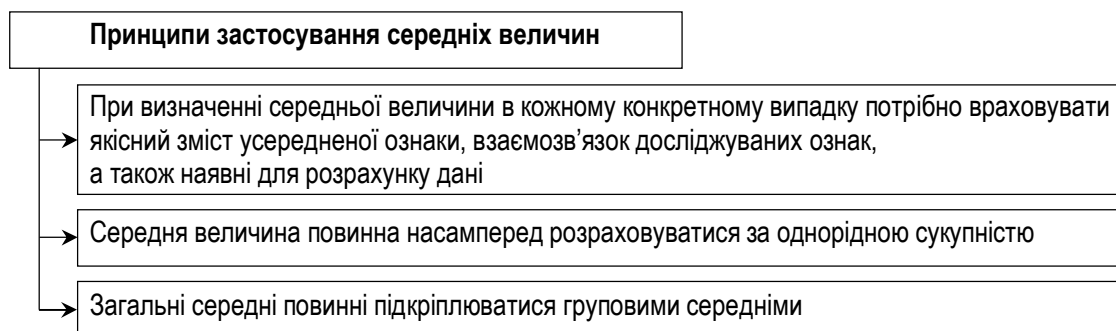 Принципи застосування середніх величин
При визначенні середньої величини в кожному конкретному випадку потрібно враховувати
якісний зміст усередненої ознаки, взаємозв’язок досліджуваних ознак,
а також наявні для розрахунку дані
Середня величина повинна насамперед розраховуватися за однорідною сукупністю
Загальні середні повинні підкріплюватися груповими середніми